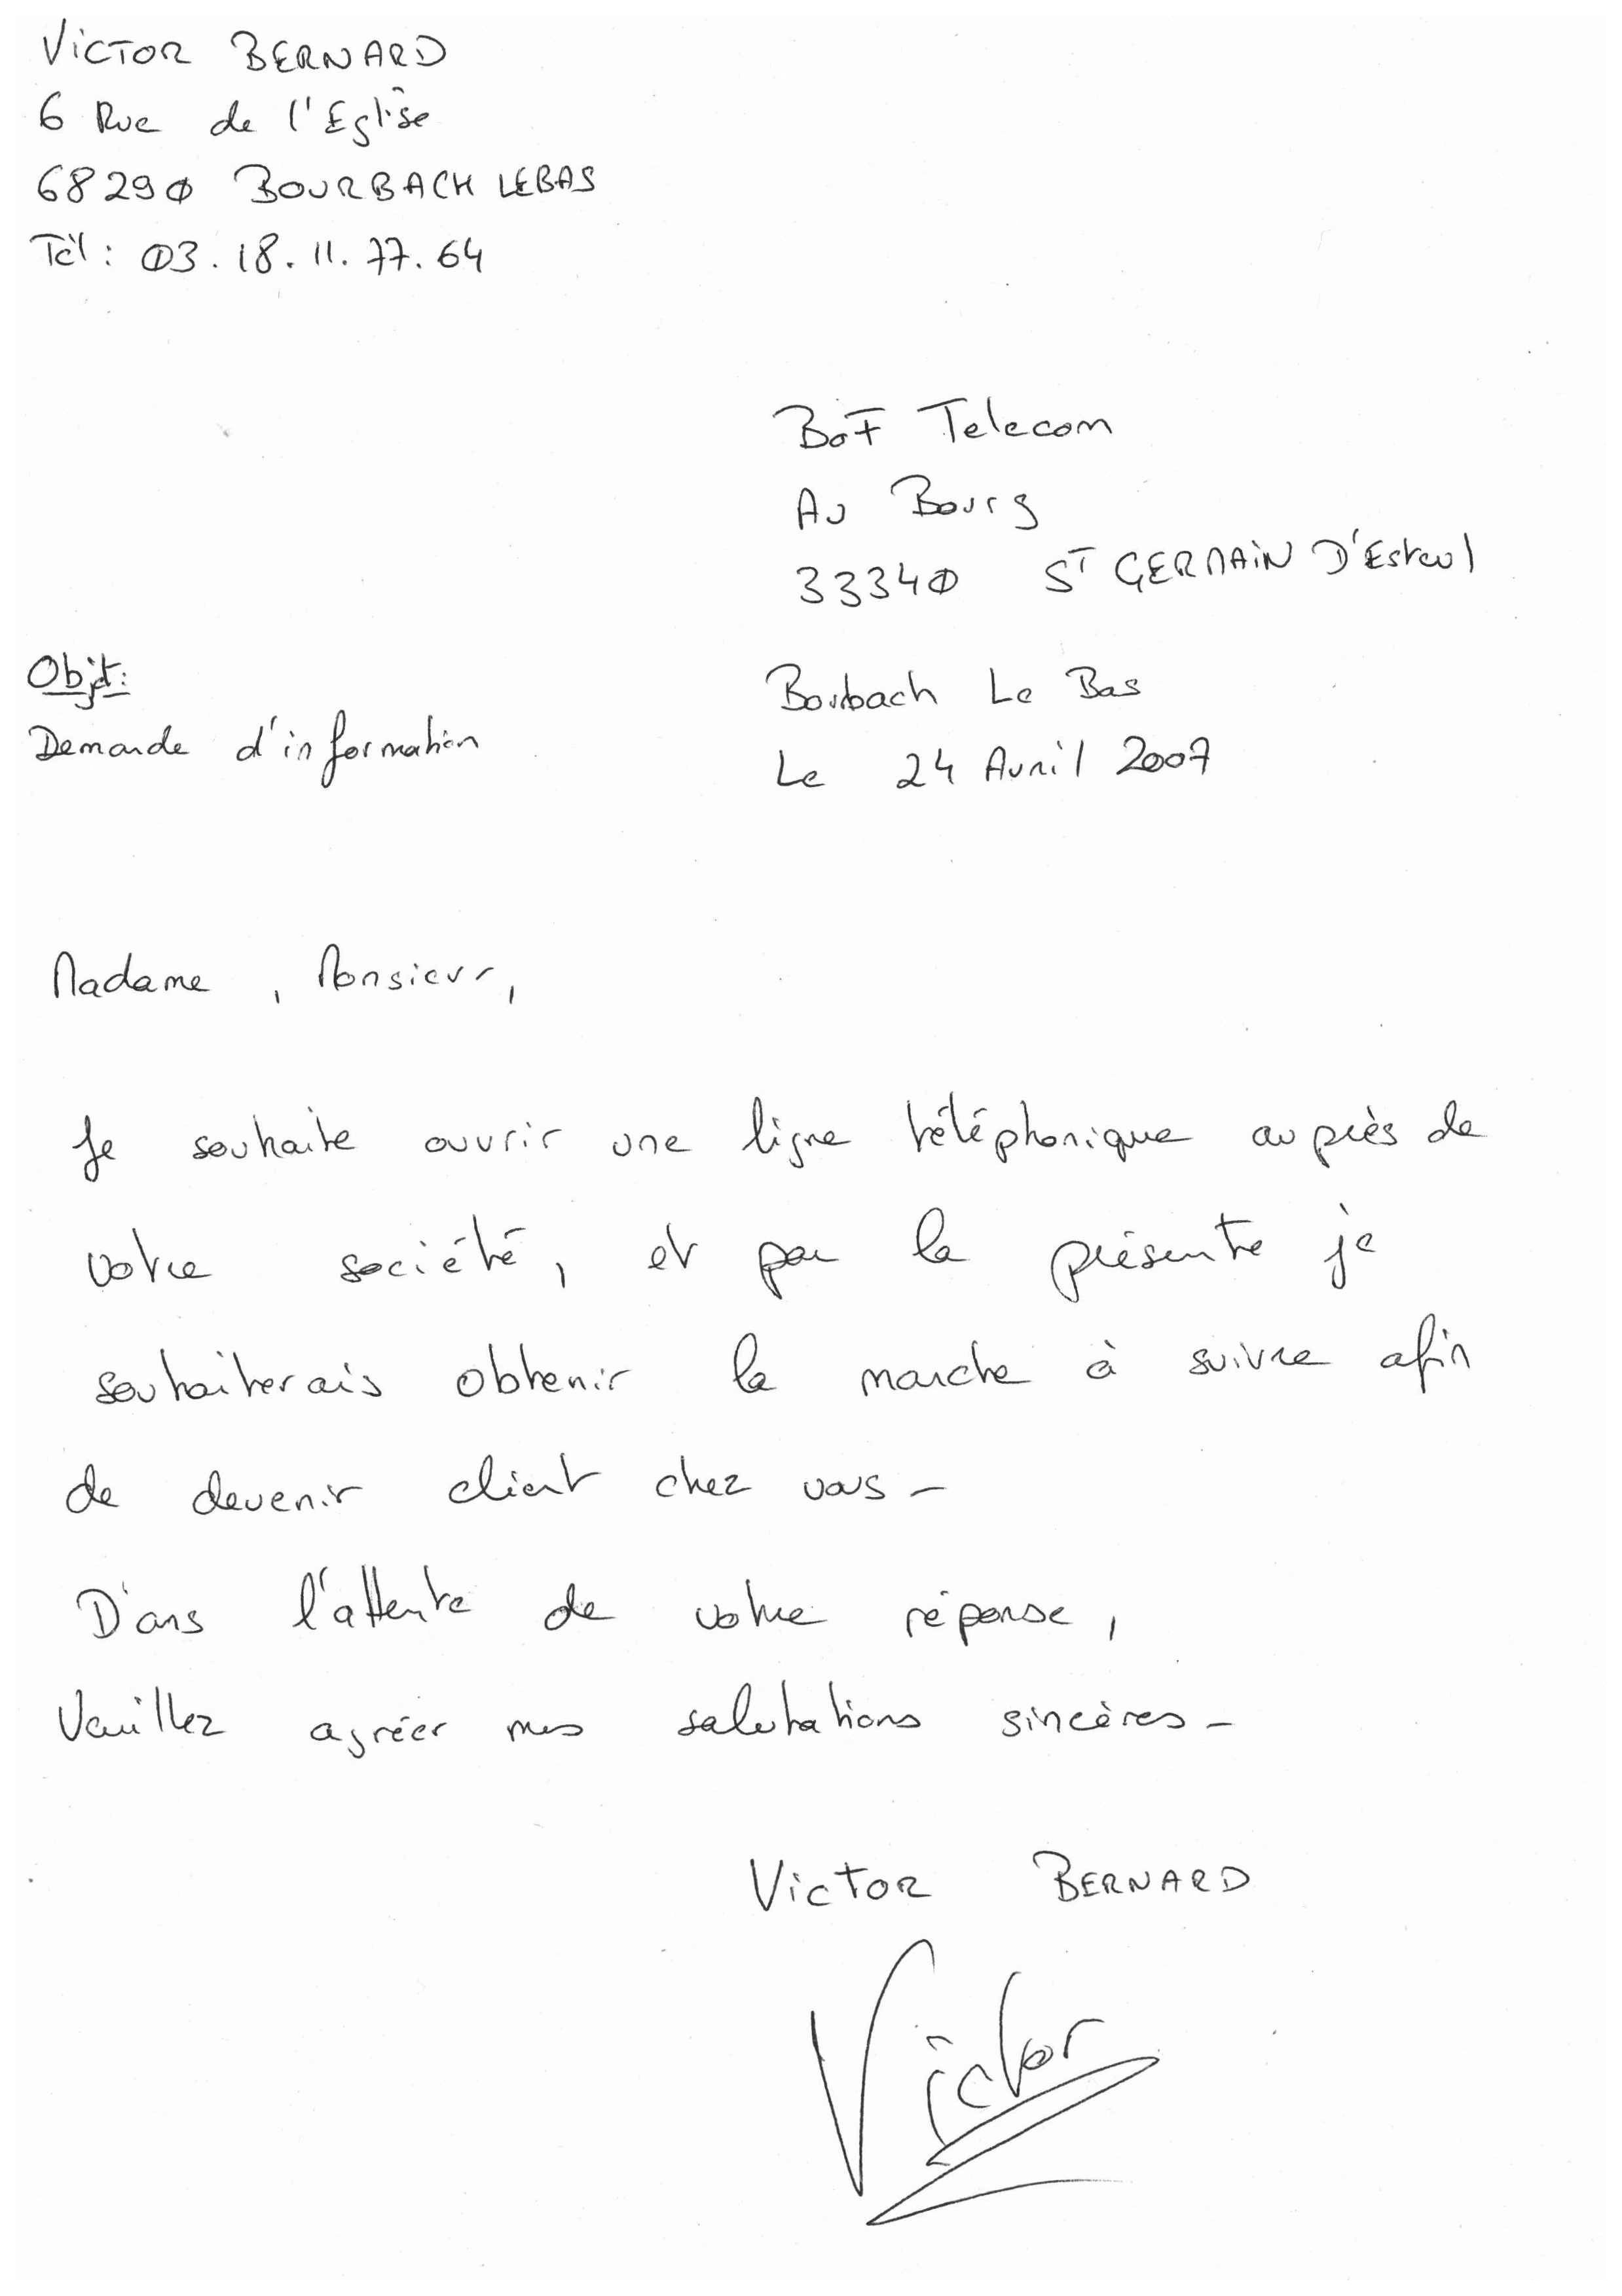 VICTOR BERNARD
6 Rue de l'Eglise
68290 BOURBACH LEBAS
Tél : 03.18.11.77.64
BoF Telecom
Au Bourg
33340 ST GERMAIN D'Esteul
Objet:
Bourbach Le Bas
Demande d'information
Le 24 Avril 2007
Madame, Monsieur,
Je souhaite ouvrir une ligne téléphonique auprès de
votre société, et par la présente je
souhaiterais obtenir la marche à suivre afin
de devenir client chez vous -
Dans l'attente de votre réponse,
Veuillez agréer mes salutations sincères -
VICTOR BERNARD
Victor